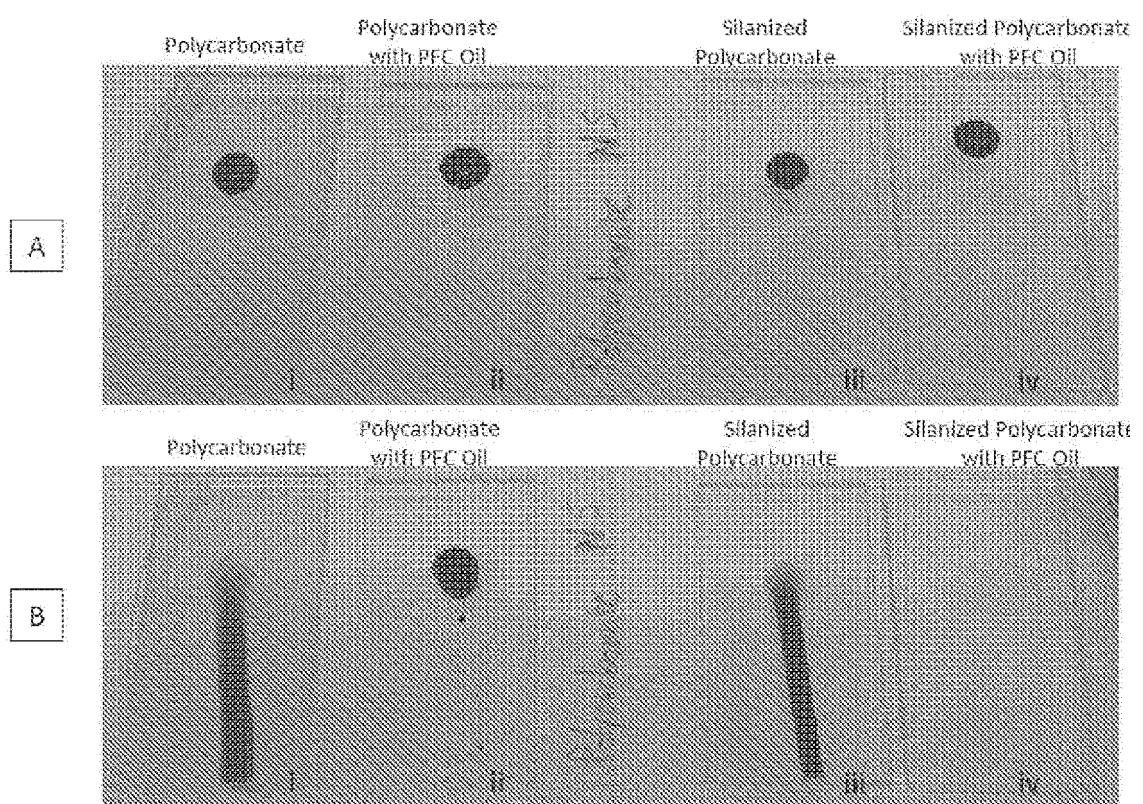 Polycarbonate
Polycarbonate
with PFC Oil
Silanized
Polycarbonate
Silanized Polycarbonate
with PFC Oil
A
i
ii
iii
iv
Polycarbonate
Polycarbonate
with PFC Oil
Silanized
Polycarbonate
Silanized Polycarbonate
with PFC Oil
B
i
ii
iii
iv